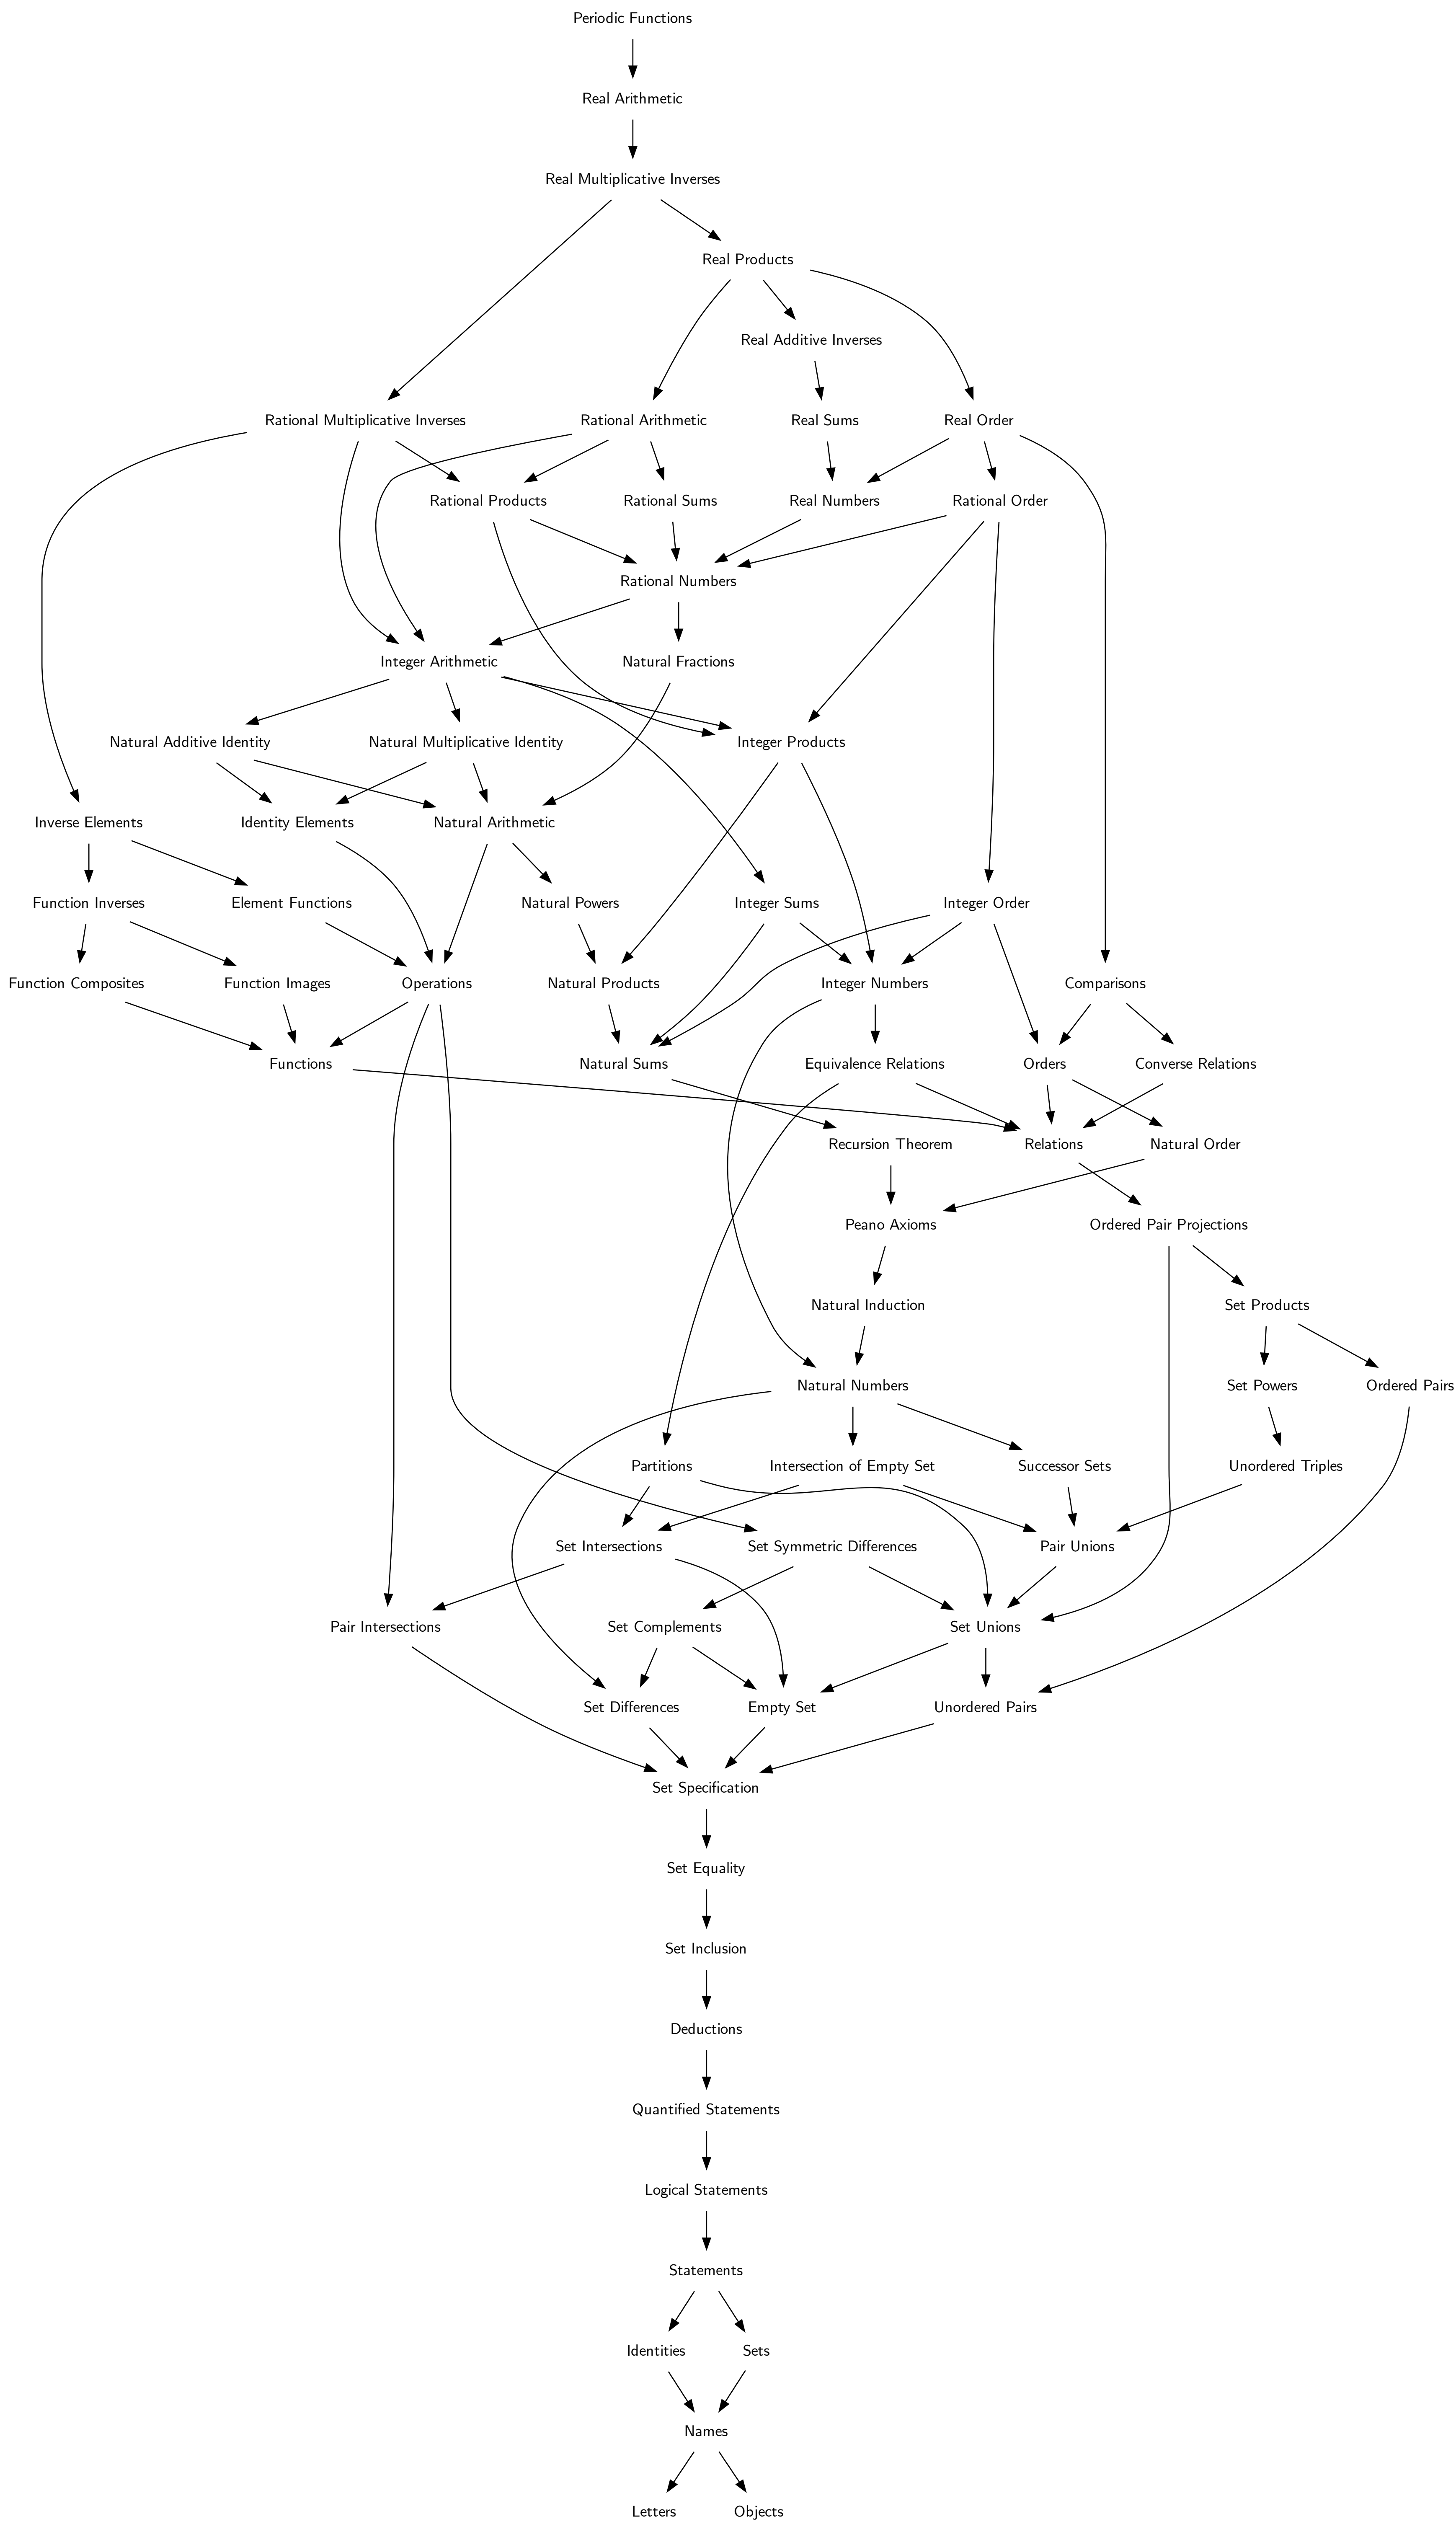 Periodic Functions
Real Arithmetic
Real Multiplicative Inverses
Real Products
Real Additive Inverses
Rational Multiplicative Inverses
Rational Arithmetic
Real Sums
Real Order
Rational Products
Rational Sums
Real Numbers
Rational Order
Rational Numbers
Integer Arithmetic
Natural Fractions
Natural Additive Identity
Natural Multiplicative Identity
Integer Products
Inverse Elements
Identity Elements
Natural Arithmetic
Function Inverses
Element Functions
Natural Powers
Integer Sums
Integer Order
Function Composites
Function Images
Operations
Natural Products
Integer Numbers
Comparisons
Functions
Natural Sums
Equivalence Relations
Orders
Converse Relations
Recursion Theorem
Relations
Natural Order
Peano Axioms
Ordered Pair Projections
Natural Induction
Set Products
Natural Numbers
Set Powers
Ordered Pairs
Partitions
Intersection of Empty Set
Successor Sets
Unordered Triples
Set Intersections
Set Symmetric Differences
Pair Unions
Pair Intersections
Set Complements
Set Unions
Set Differences
Empty Set
Unordered Pairs
Set Specification
Set Equality
Set Inclusion
Deductions
Quantified Statements
Logical Statements
Statements
Identities
Sets
Names
Letters
Objects